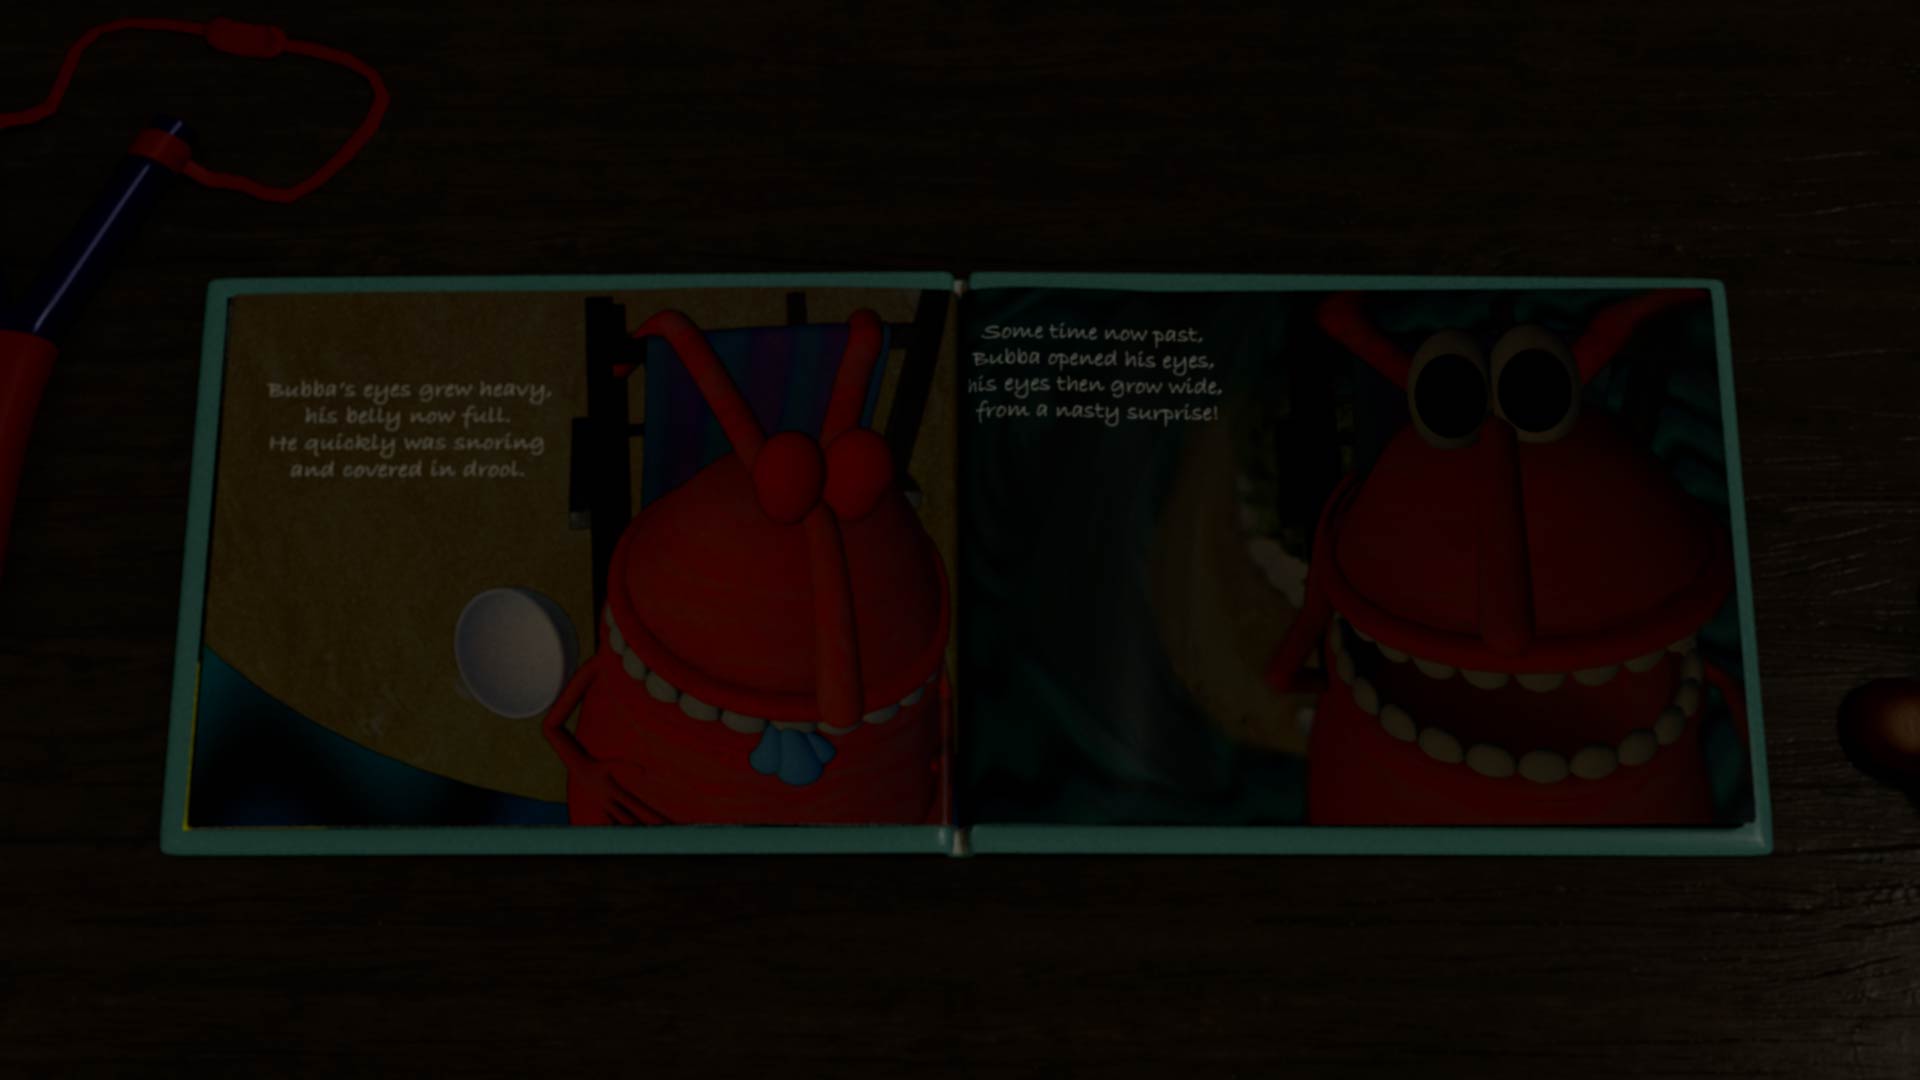 Bubba's eyes grew heavy,
his belly now full.
He quickly was snoring
and covered in drool.
Some time now past,
Bubba opened his eyes,
his eyes then grow wide,
from a nasty surprise!